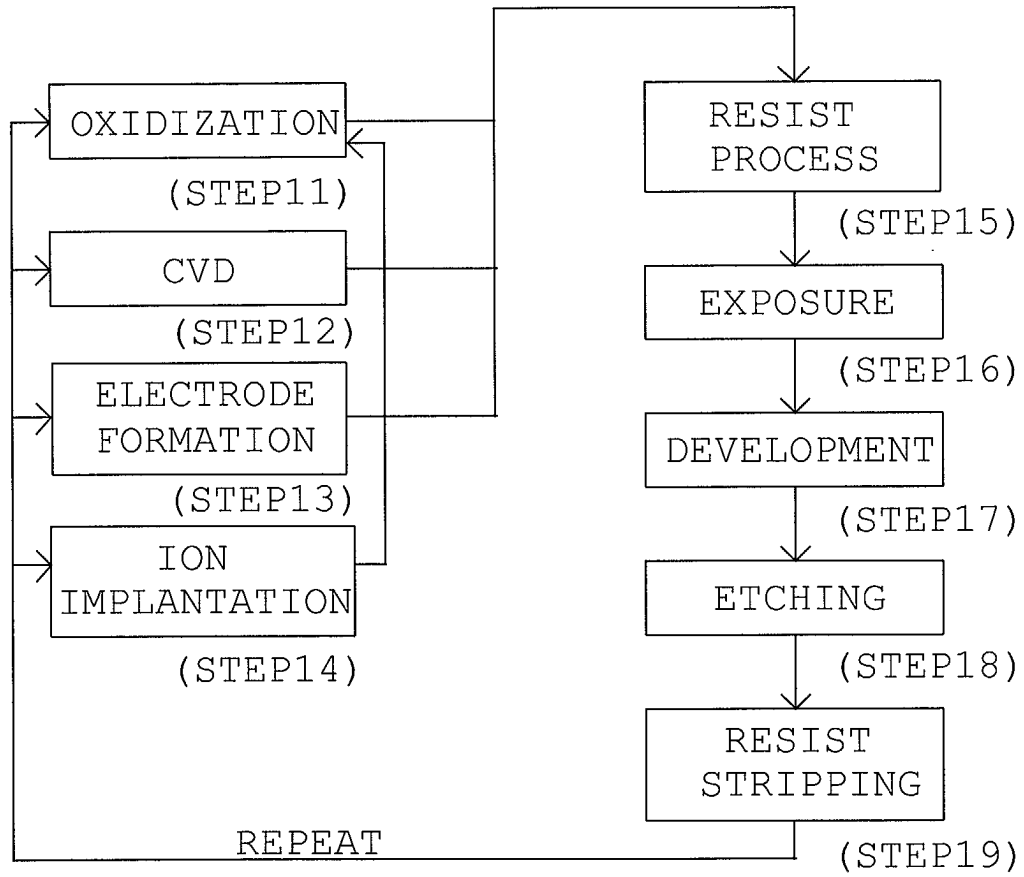 OXIDIZATION
(STEP11)
CVD
(STEP12)
ELECTRODE
FORMATION
(STEP13)
ION
IMPLANTATION
(STEP14)
RESIST
PROCESS
(STEP15)
EXPOSURE
(STEP16)
DEVELOPMENT
(STEP17)
ETCHING
(STEP18)
RESIST
STRIPPING
(STEP19)
REPEAT